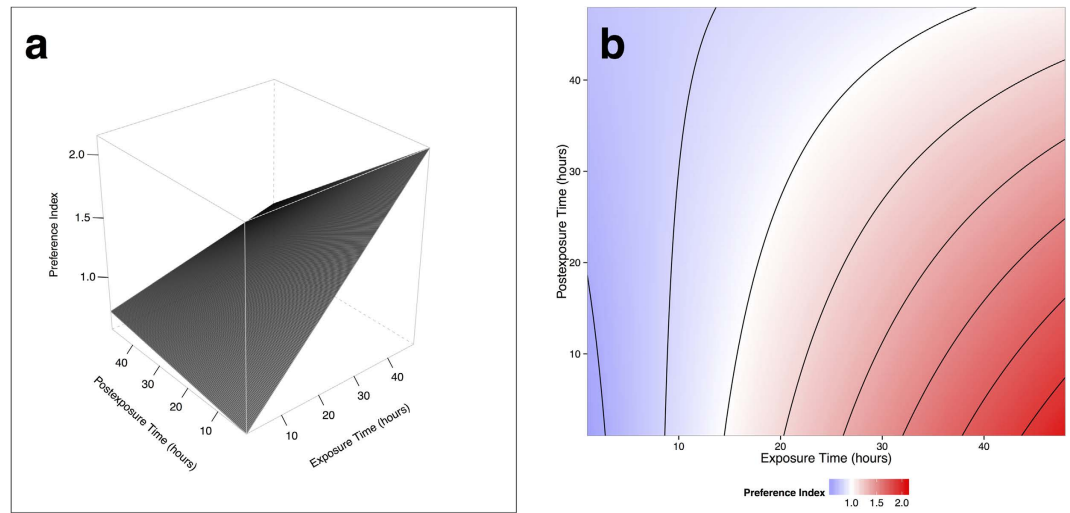 a
2.0
1.5
1.0
Preference Index
40
30
20
10
Postexposure Time (hours)
10
20
30
40
Exposure Time (hours)
b
40
30
20
10
Postexposure Time (hours)
10 20 30 40
Exposure Time (hours)
Preference Index
1.0 1.5 2.0